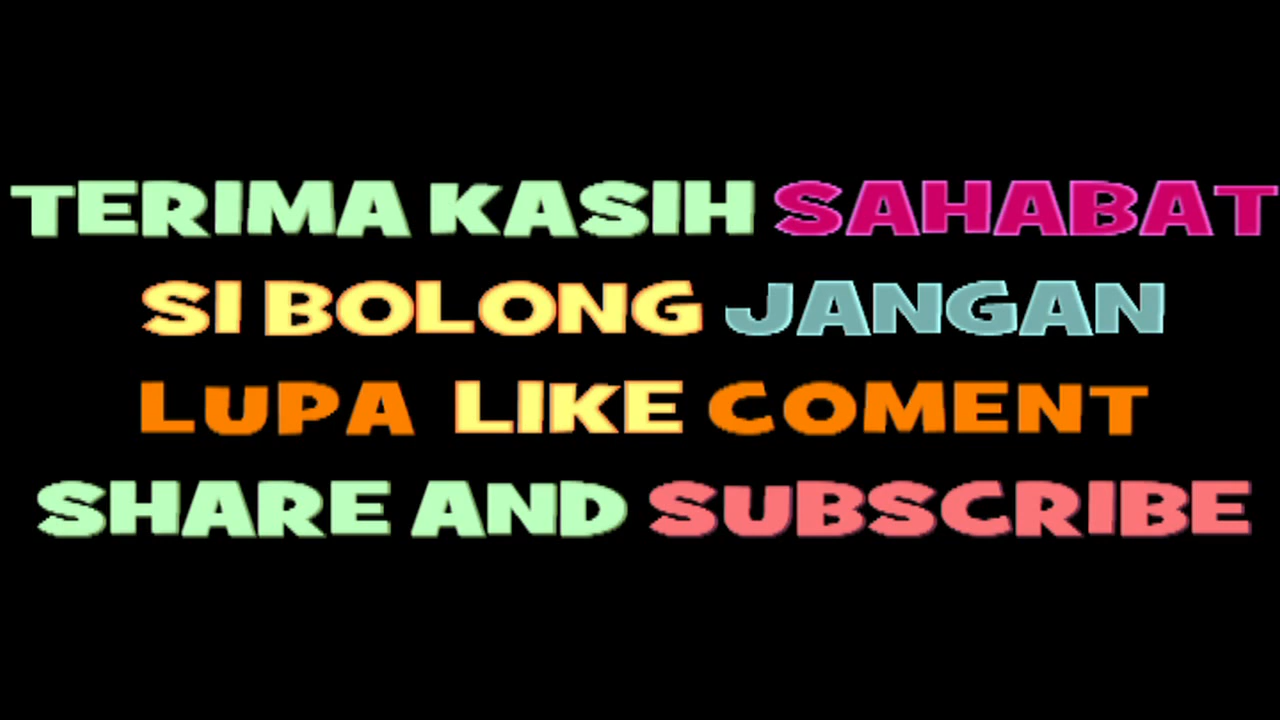 TERIMA KASIH SAHABAT
SI BOLONG JANGAN
LUPA LIKE COMENT
SHARE AND SUBSCRIBE